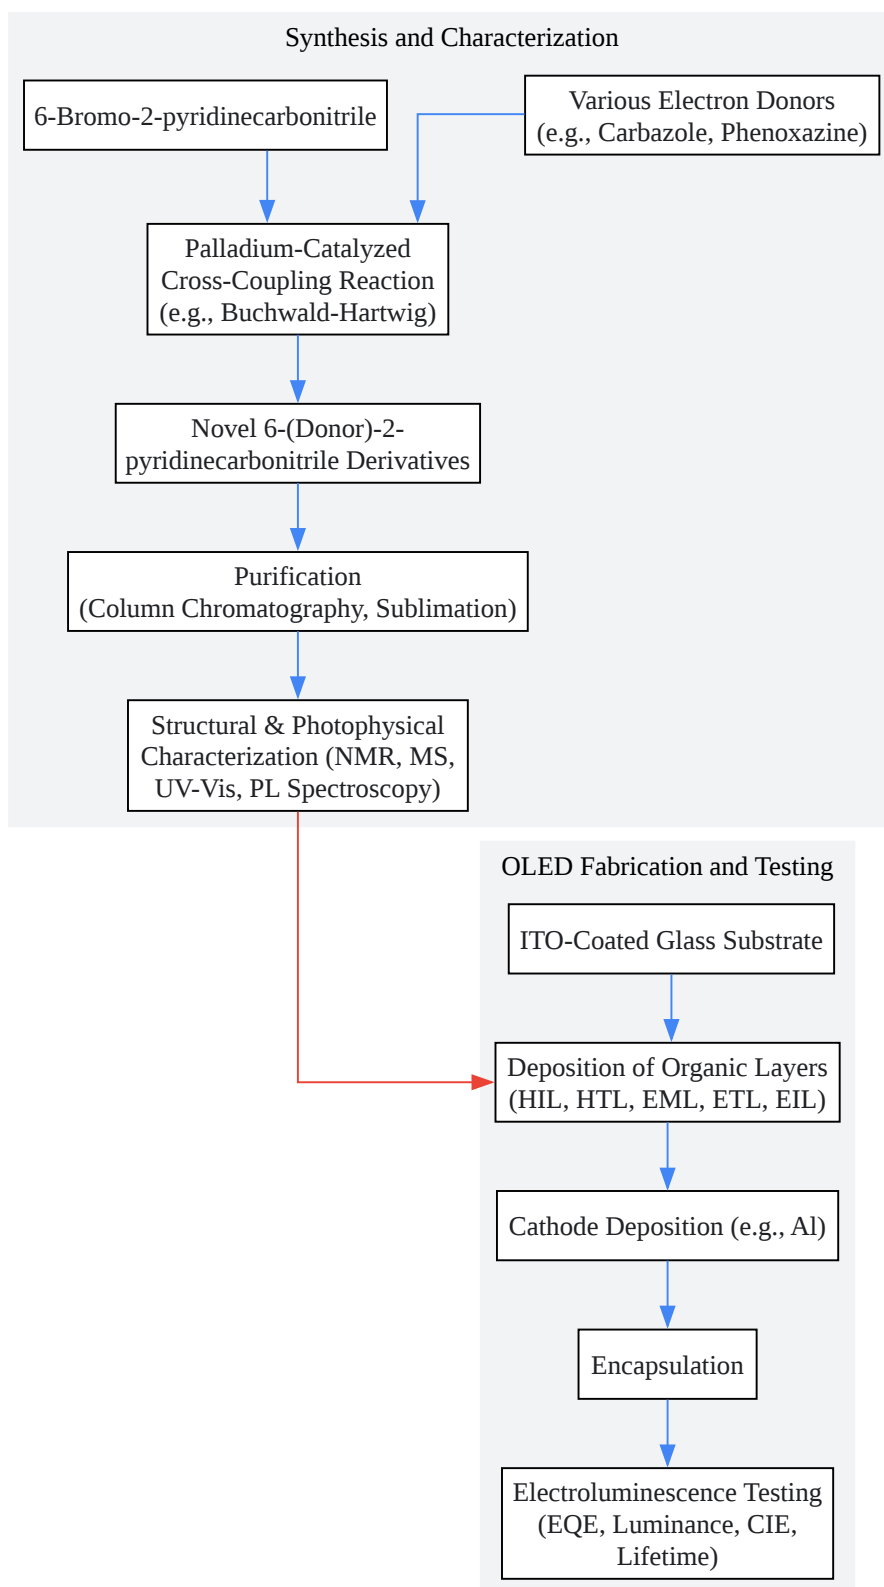 Synthesis and Characterization
6-Bromo-2-pyridinecarbonitrile
Various Electron Donors
(e.g., Carbazole, Phenoxazine)
Palladium-Catalyzed
Cross-Coupling Reaction
(e.g., Buchwald-Hartwig)
Novel 6-(Donor)-2-
pyridinecarbonitrile Derivatives
Purification
(Column Chromatography, Sublimation)
Structural & Photophysical
Characterization (NMR, MS,
UV-Vis, PL Spectroscopy)
OLED Fabrication and Testing
ITO-Coated Glass Substrate
Deposition of Organic Layers
(HIL, HTL, EML, ETL, EIL)
Cathode Deposition (e.g., Al)
Encapsulation
Electroluminescence Testing
(EQE, Luminance, CIE,
Lifetime)